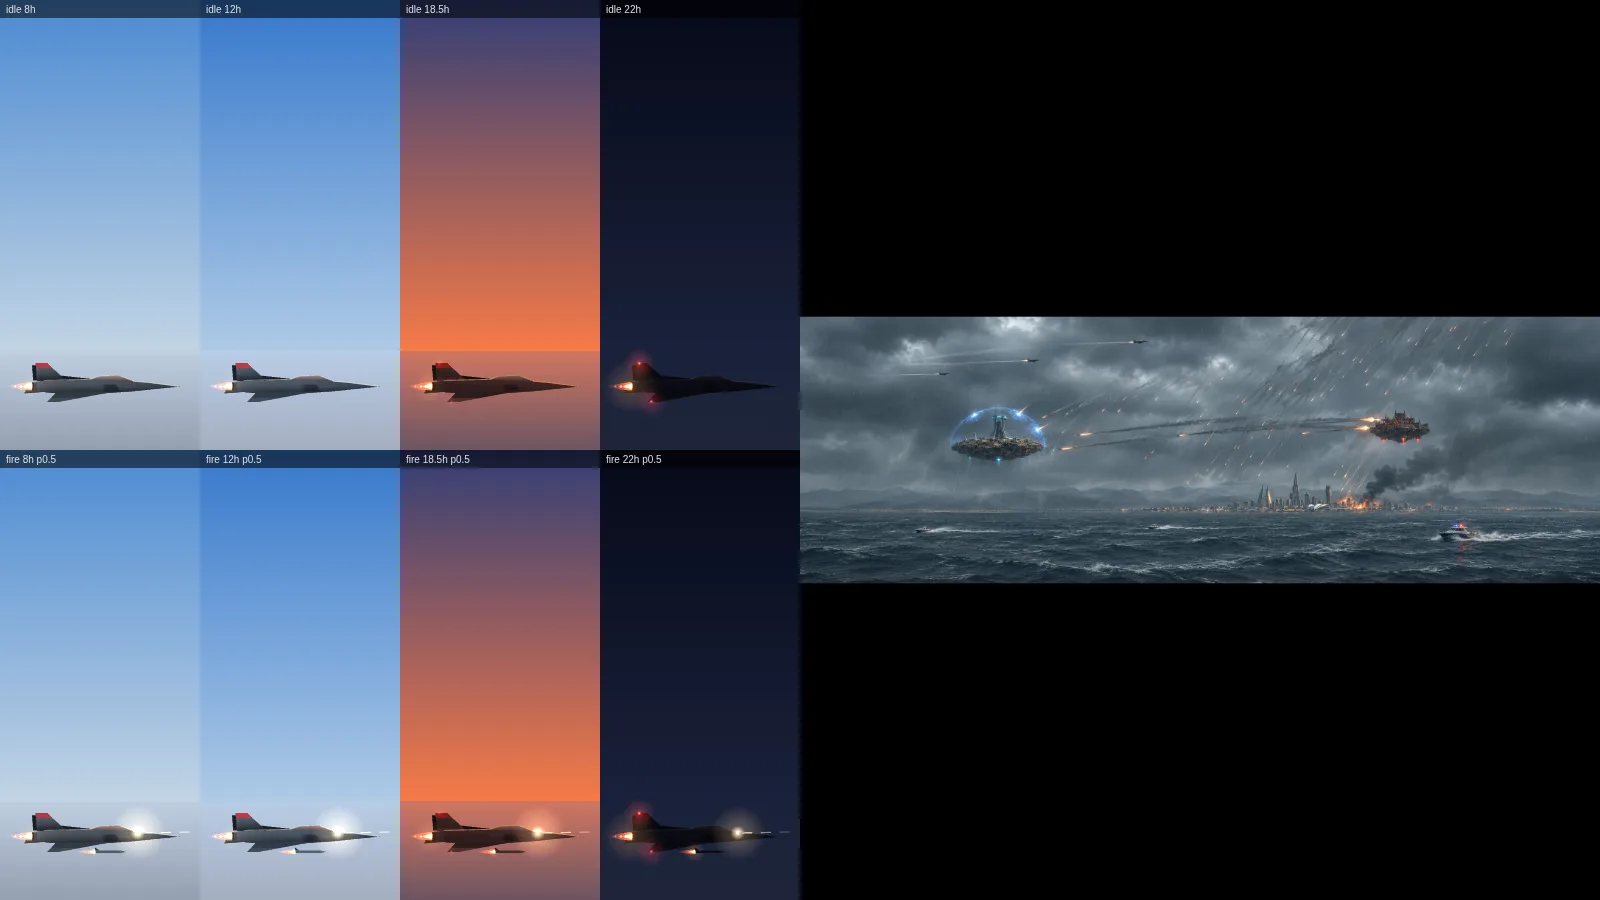 idle 8h
idle 12h
idle 18.5h
idle 22h
fire 8h p0.5
fire 12h p0.5
fire 18.5h p0.5
fire 22h p0.5